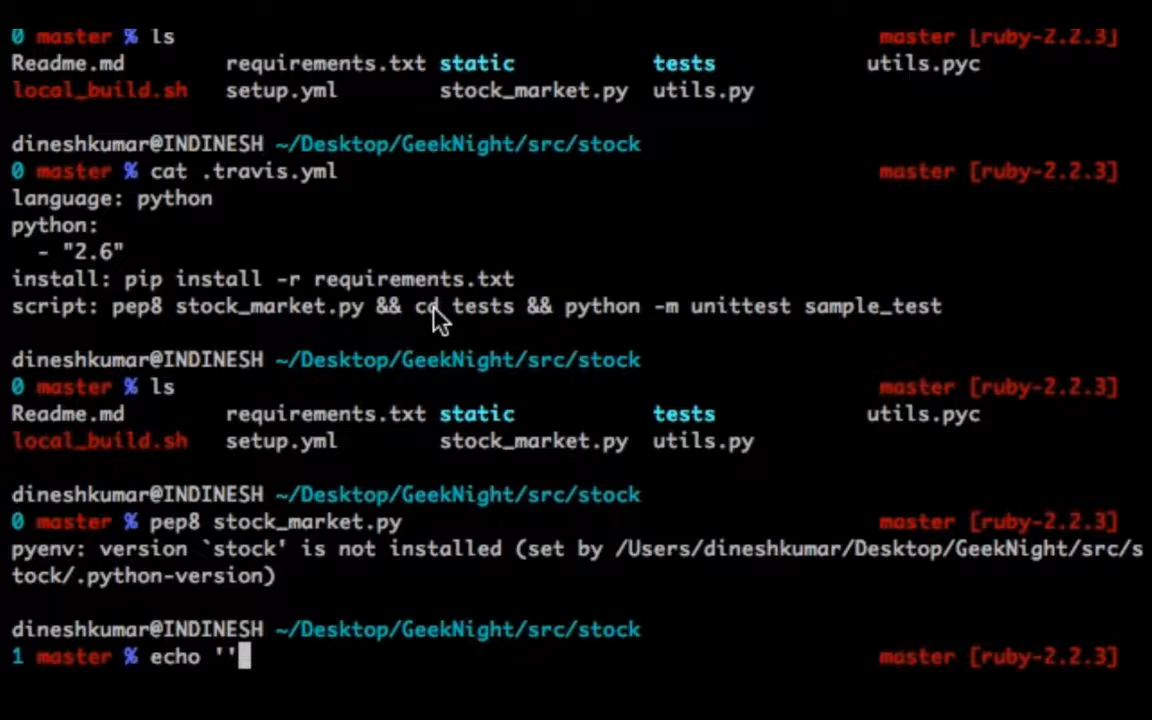 0 master % ls master [ruby-2.2.3]
Readme.md requirements.txt static tests utils.pyc
local_build.sh setup.yml stock_market.py utils.py
dineshkumar@INDINESH ~/Desktop/GeekNight/src/stock
0 master % cat .travis.yml master [ruby-2.2.3]
language: python
python:
- "2.6"
install: pip install -r requirements.txt
script: pep8 stock_market.py && cd tests && python -m unittest sample_test
dineshkumar@INDINESH ~/Desktop/GeekNight/src/stock
0 master % ls master [ruby-2.2.3]
Readme.md requirements.txt static tests utils.pyc
local_build.sh setup.yml stock_market.py utils.py
dineshkumar@INDINESH ~/Desktop/GeekNight/src/stock
0 master % pep8 stock_market.py master [ruby-2.2.3]
pyenv: version `stock' is not installed (set by /Users/dineshkumar/Desktop/GeekNight/src/s
tock/.python-version)
dineshkumar@INDINESH ~/Desktop/GeekNight/src/stock
1 master % echo '' master [ruby-2.2.3]